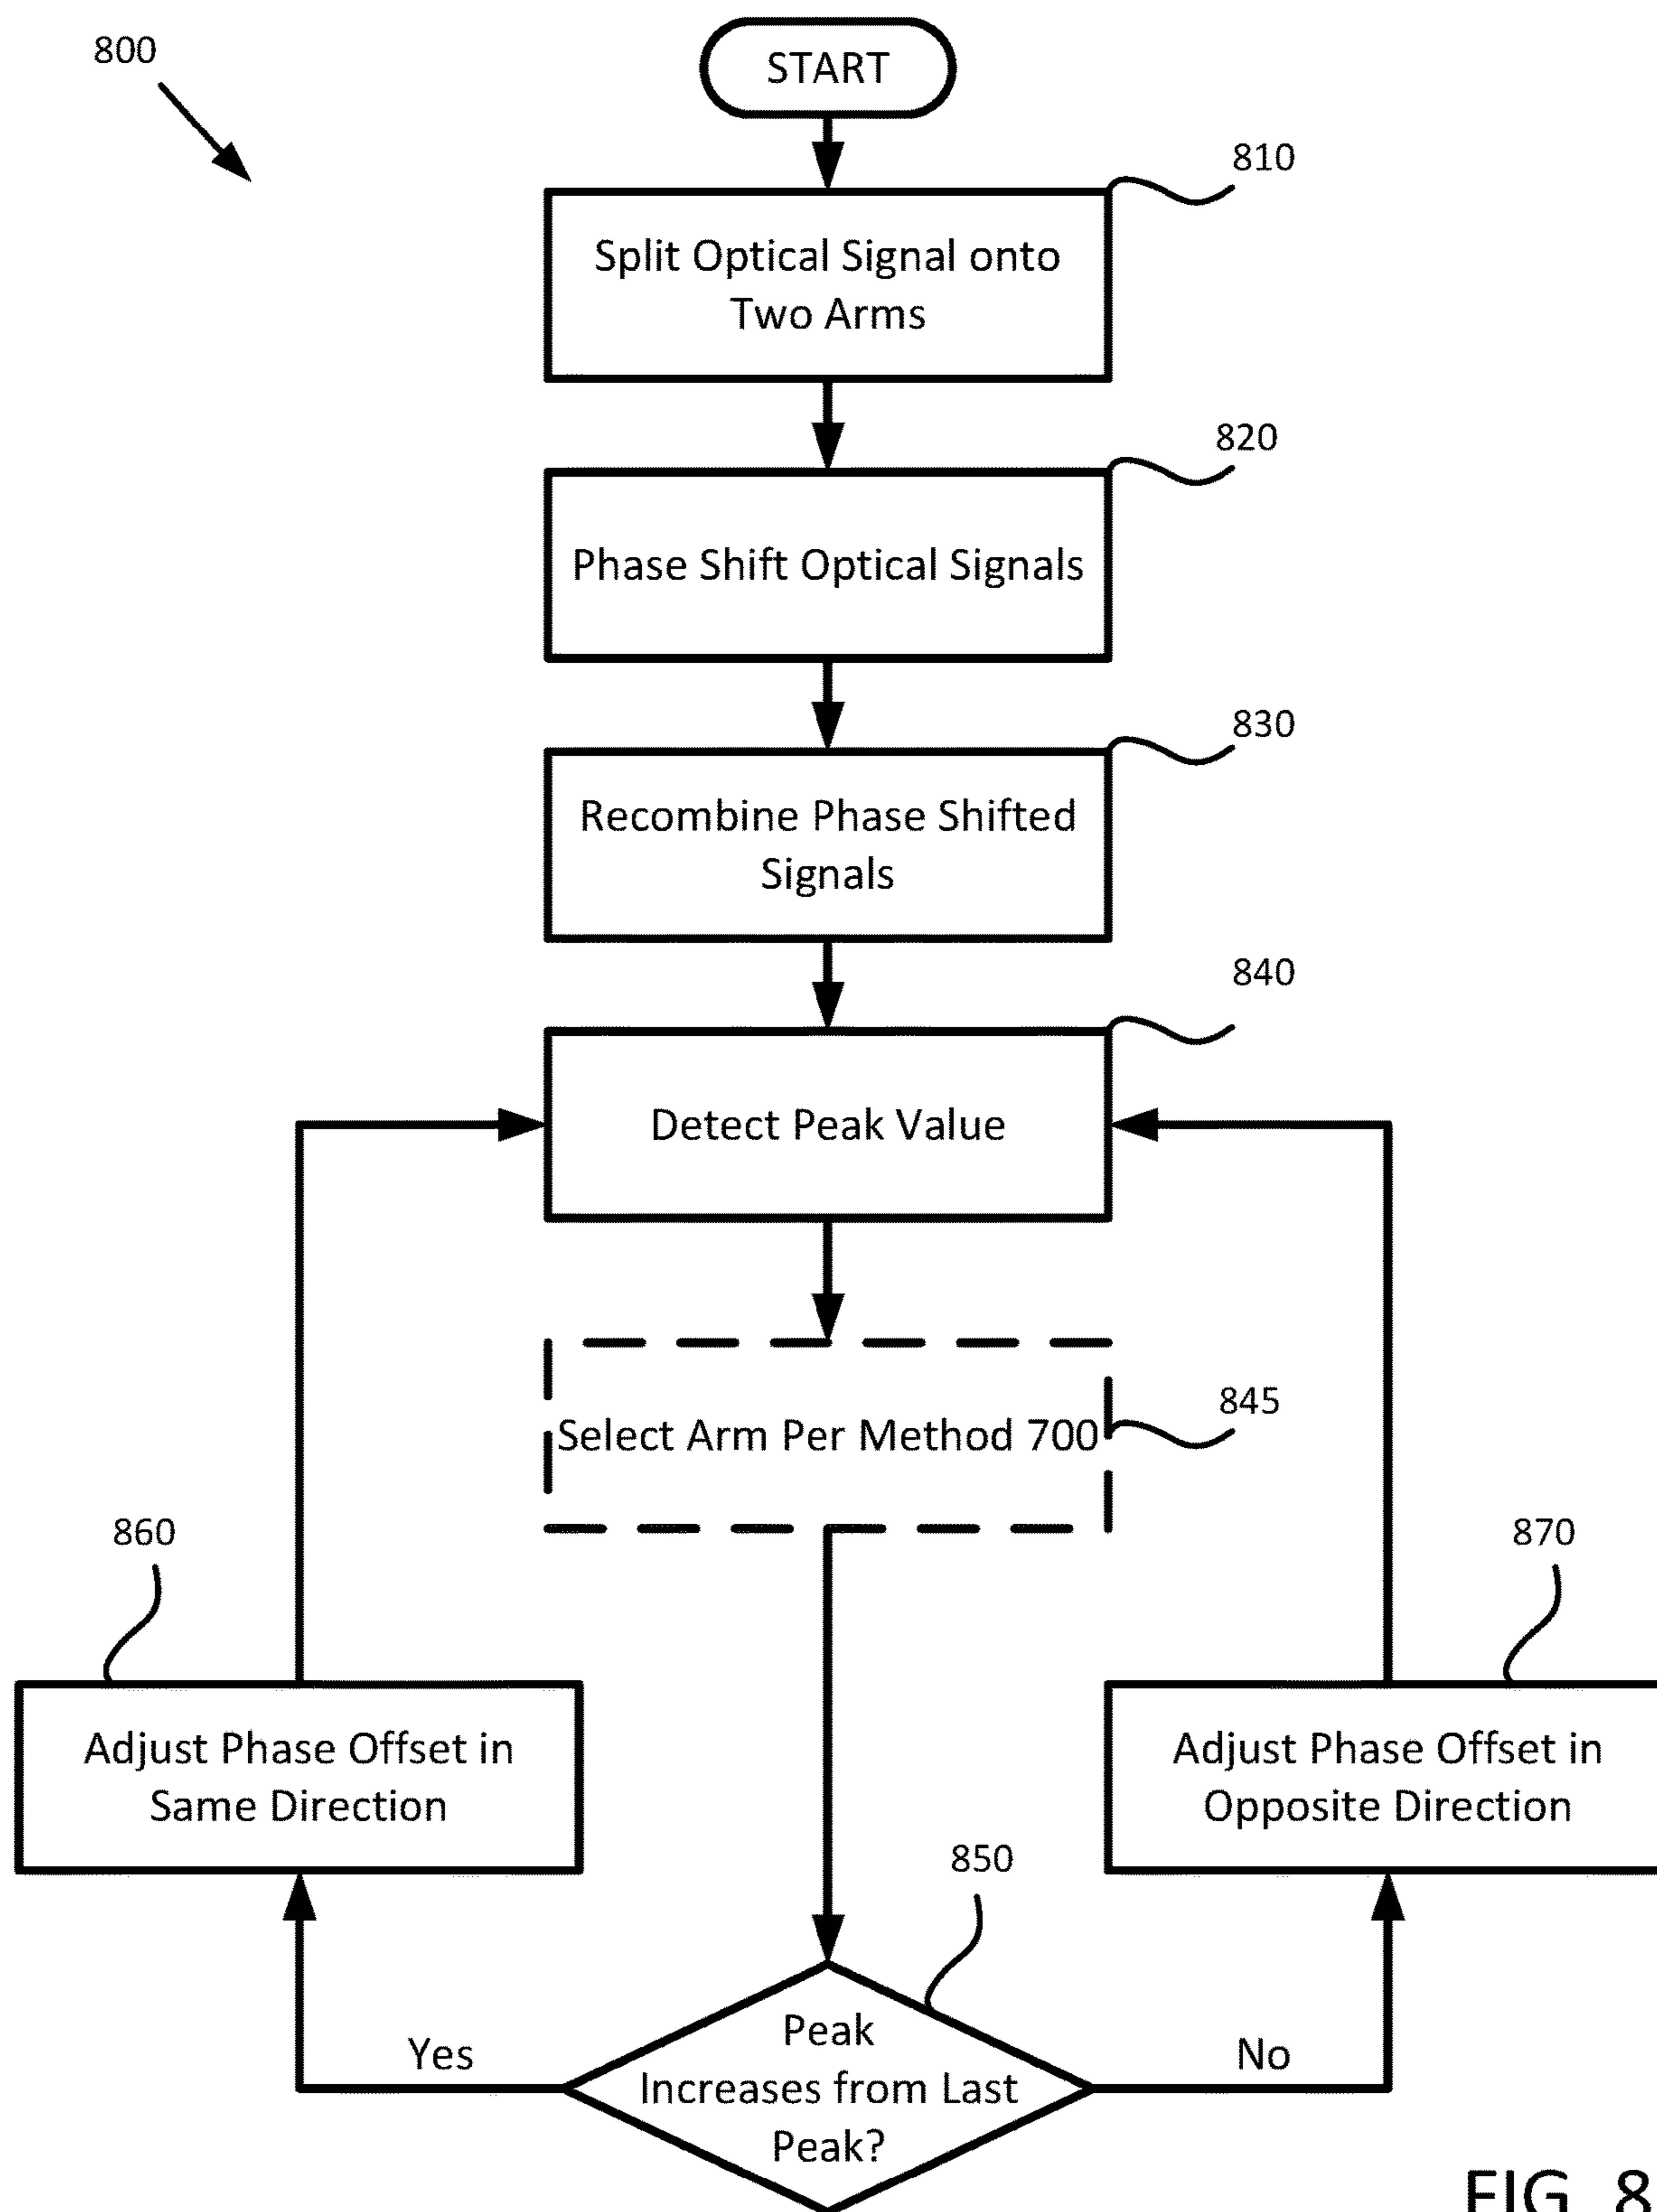 800
START
810
Split Optical Signal onto
Two Arms
820
Phase Shift Optical Signals
830
Recombine Phase Shifted
Signals
840
Detect Peak Value
845
Select Arm Per Method 700
860
870
Adjust Phase Offset in
Same Direction
Adjust Phase Offset in
Opposite Direction
850
Yes
Peak
Increases from Last
Peak?
No
FIG. 8